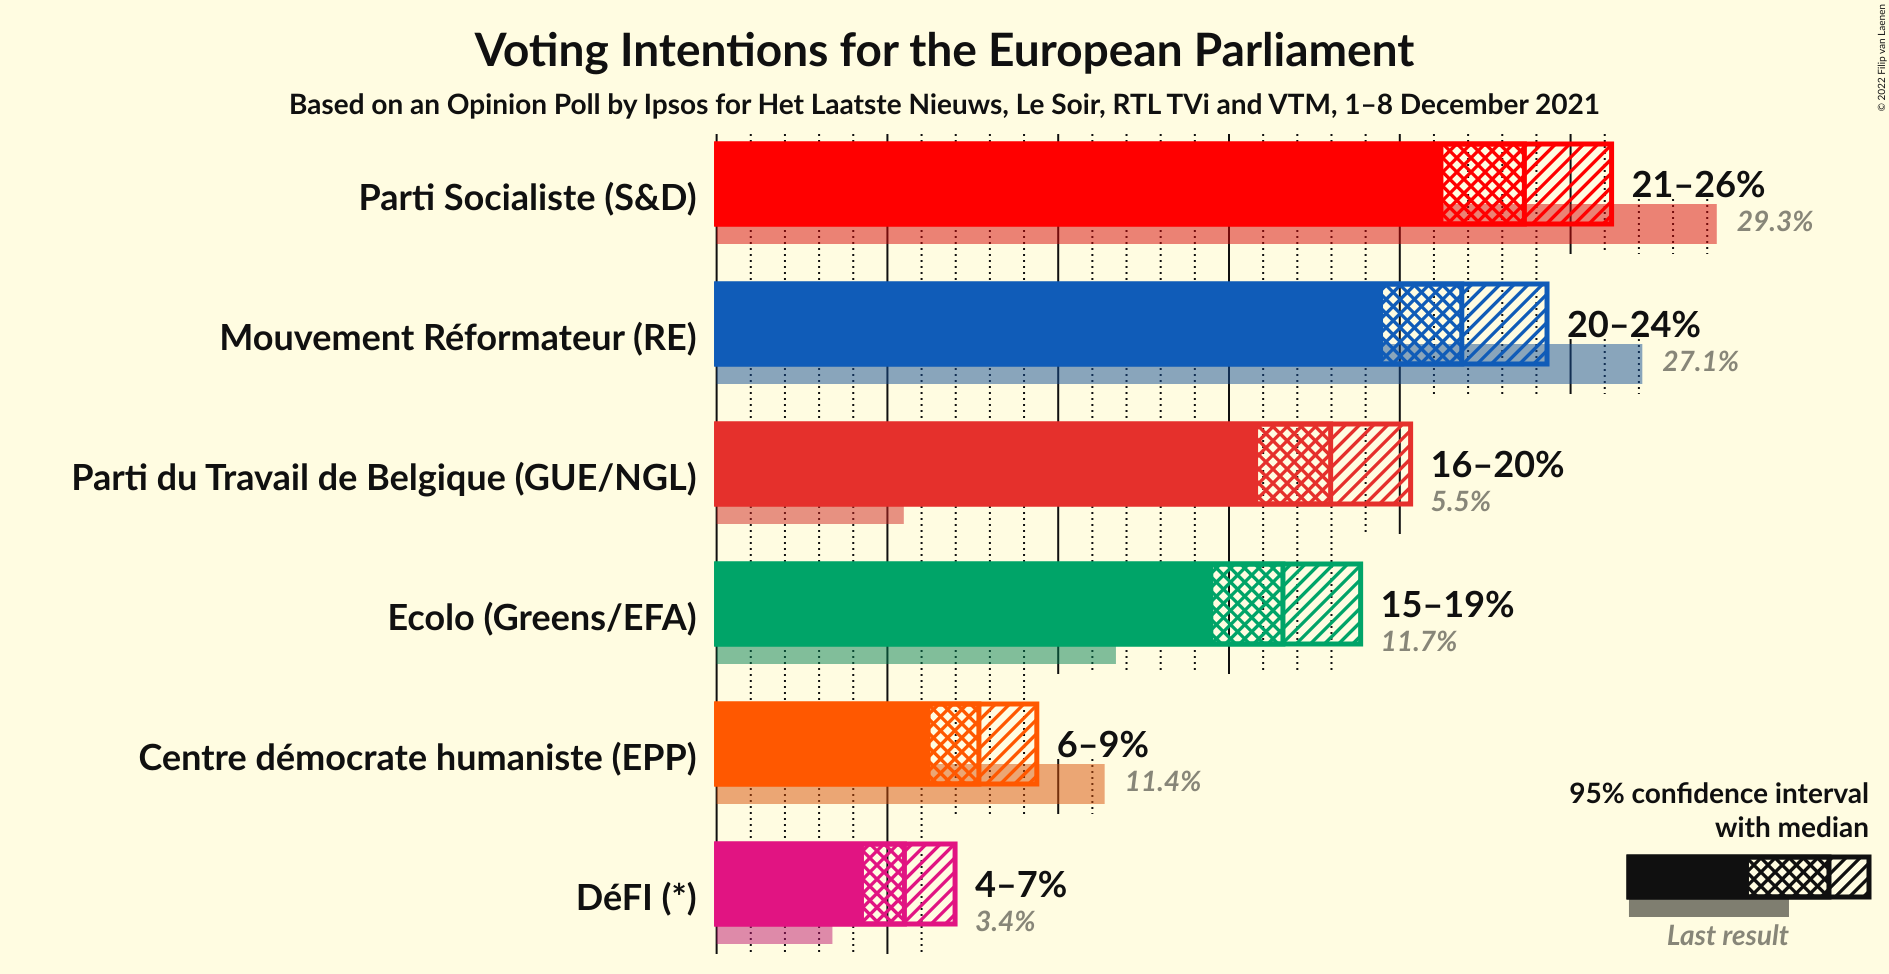 Voting Intentions for the European Parliament
Based on an Opinion Poll by Ipsos for Het Laatste Nieuws, Le Soir, RTL TVi and VTM, 1–8 December 2021
© 2022 Filip van Laenen
Parti Socialiste (S&D)
21–26%
29.3%
Mouvement Réformateur (RE)
20–24%
27.1%
Parti du Travail de Belgique (GUE/NGL)
16–20%
5.5%
Ecolo (Greens/EFA)
15–19%
11.7%
Centre démocrate humaniste (EPP)
6–9%
11.4%
DéFI (*)
4–7%
3.4%
95% confidence interval
with median
Last result